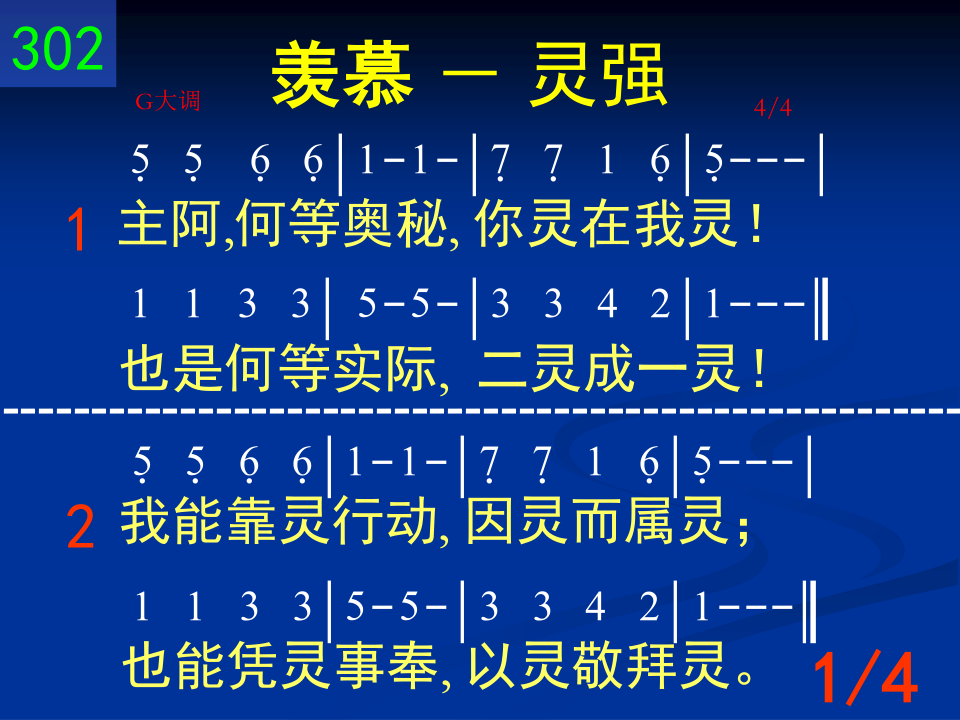 302
羡慕 － 灵强
G大调
4/4
5̣ 5̣ 6̣ 6̣│1-1-│7̣ 7̣ 1 6̣│5̣---│
1 主阿,何等奥秘, 你灵在我灵！
1 1 3 3│5-5-│3 3 4 2│1---‖
也是何等实际, 二灵成一灵！
5̣ 5̣ 6̣ 6̣│1-1-│7̣ 7̣ 1 6̣│5̣---│
2 我能靠灵行动, 因灵而属灵；
1 1 3 3│5-5-│3 3 4 2│1---‖
也能凭灵事奉, 以灵敬拜灵。
1/4